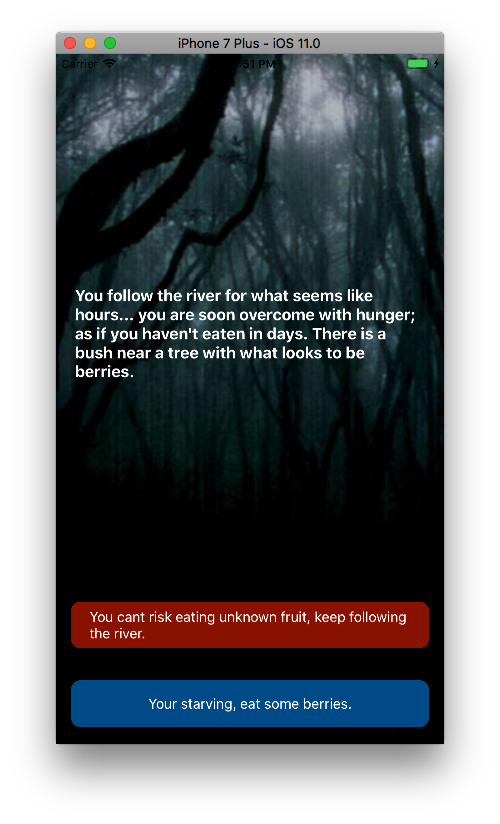 iPhone 7 Plus - iOS 11.0
Carrier
51 PM
You follow the river for what seems like
hours... you are soon overcome with hunger;
as if you haven't eaten in days. There is a
bush near a tree with what looks to be
berries.
You cant risk eating unknown fruit, keep following
the river.
Your starving, eat some berries.